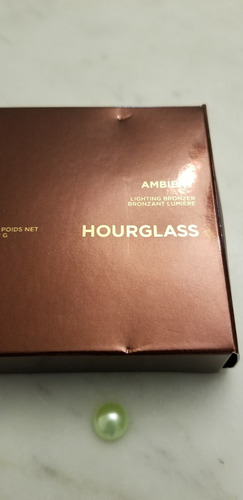 AMBIENT
LIGHTING BRONZER
BRONZANT LUMIÈRE
POIDS NET
G
HOURGLASS